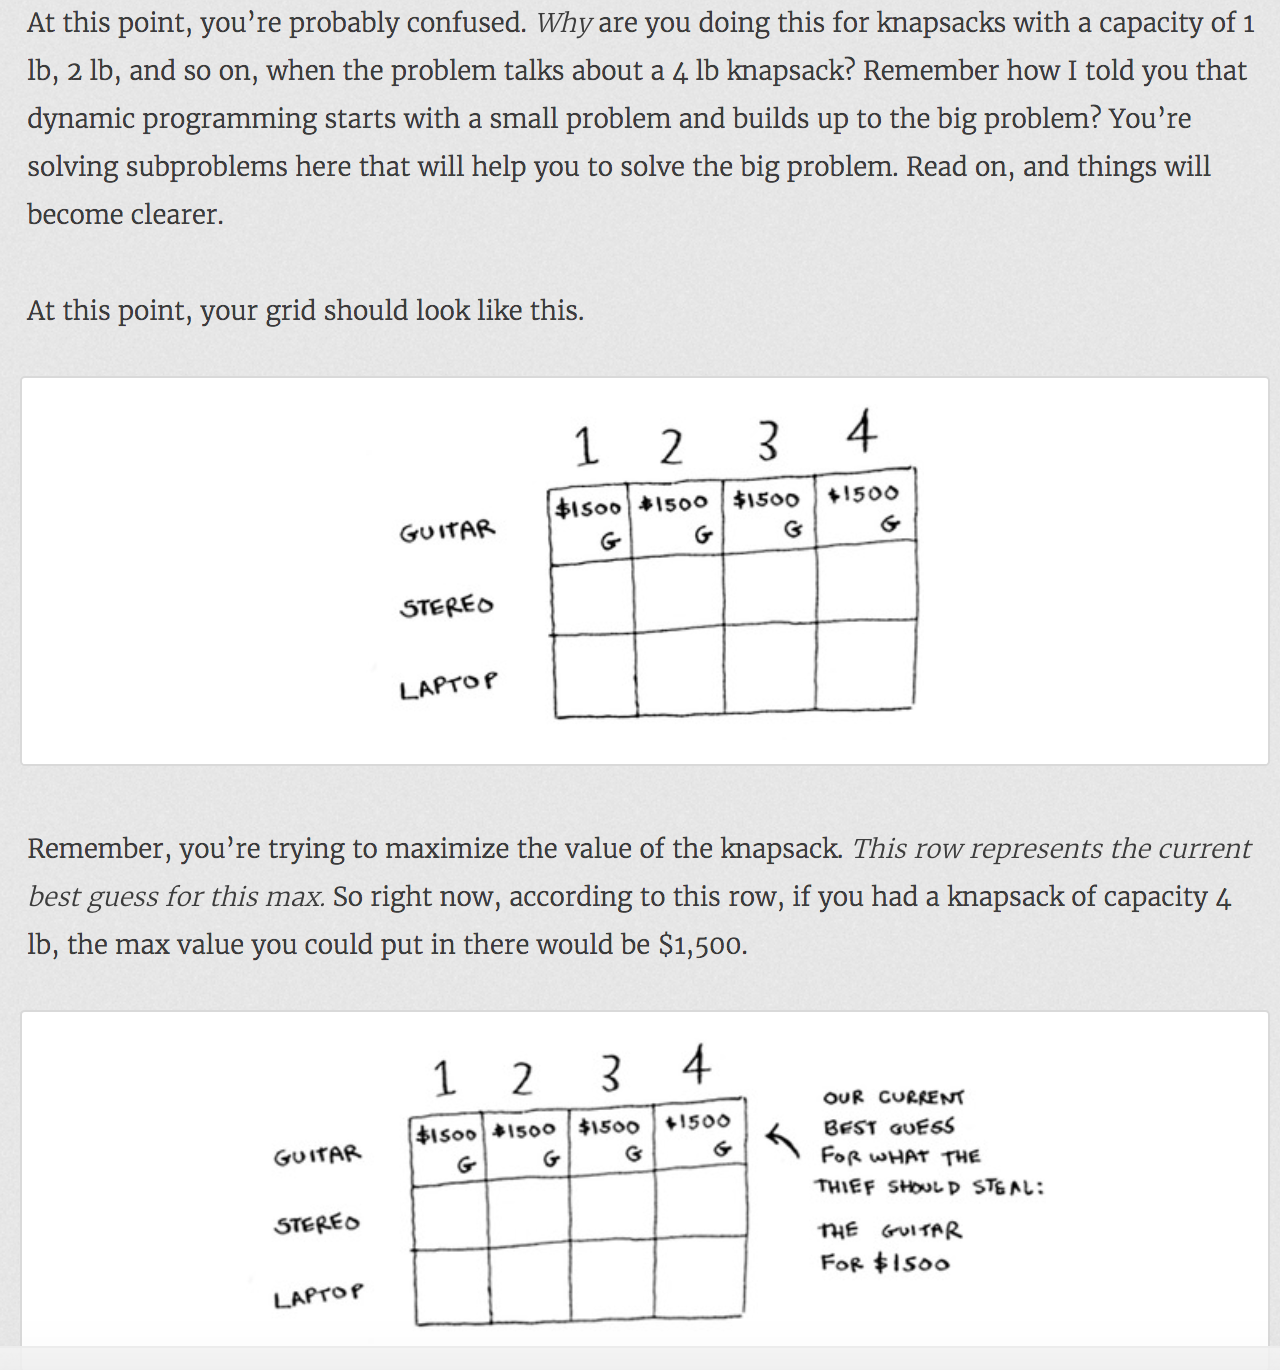 At this point, you’re probably confused. Why are you doing this for knapsacks with a capacity of 1
lb, 2 lb, and so on, when the problem talks about a 4 lb knapsack? Remember how I told you that
dynamic programming starts with a small problem and builds up to the big problem? You’re
solving subproblems here that will help you to solve the big problem. Read on, and things will
become clearer.
At this point, your grid should look like this.
1 2 3 4
GUITAR $1500 G $1500 G $1500 G $1500 G
STEREO
LAPTOP
Remember, you’re trying to maximize the value of the knapsack. This row represents the current
best guess for this max. So right now, according to this row, if you had a knapsack of capacity 4
lb, the max value you could put in there would be $1,500.
1 2 3 4
GUITAR $1500 G $1500 G $1500 G $1500 G
STEREO
LAPTOP
OUR CURRENT
BEST GUESS
FOR WHAT THE
THIEF SHOULD STEAL:
THE GUITAR
FOR $1500